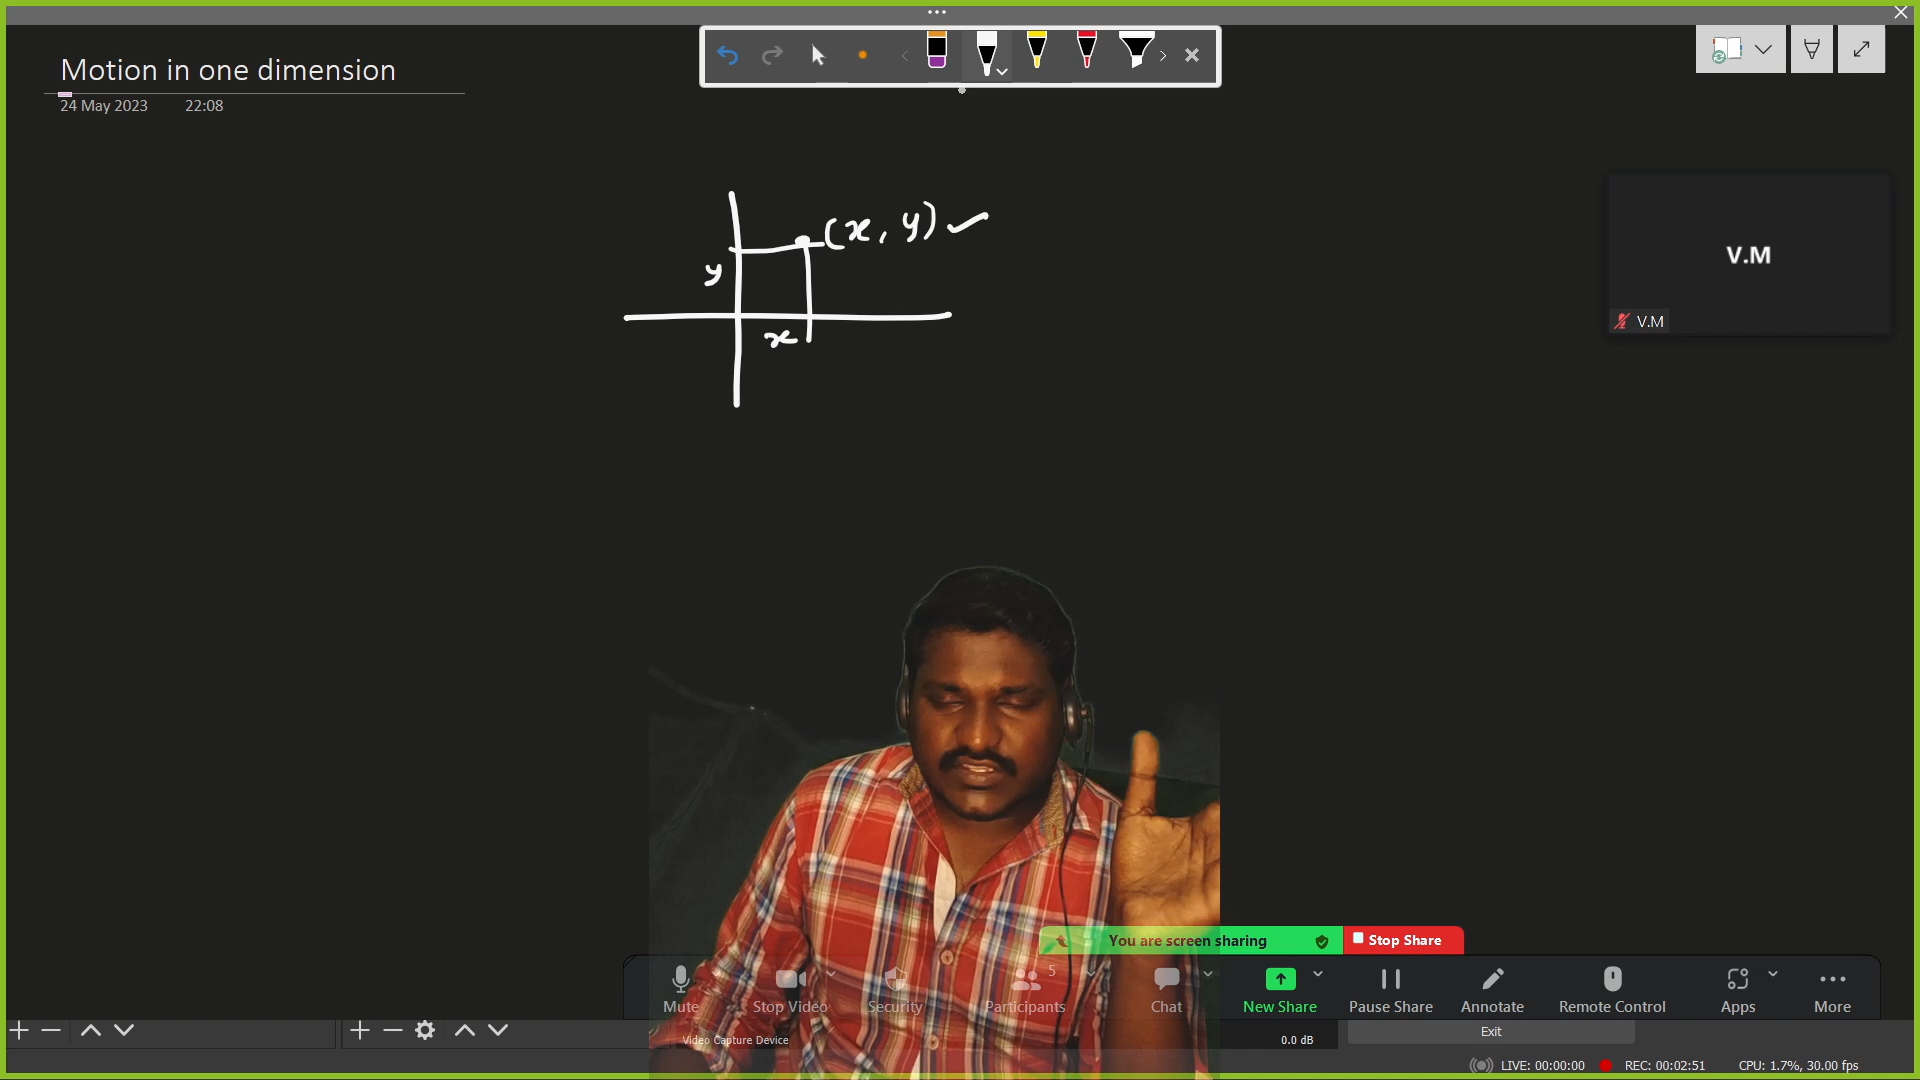 Motion in one dimension
24 May 2023 22:08
(x, y)
y
x
V.M
V.M
You are screen sharing Stop Share
5
Mute Stop Video Security Participants Chat New Share Pause Share Annotate Remote Control Apps More
Exit
Video Capture Device 0.0 dB
LIVE: 00:00:00 REC: 00:02:51 CPU: 1.7%, 30.00 fps